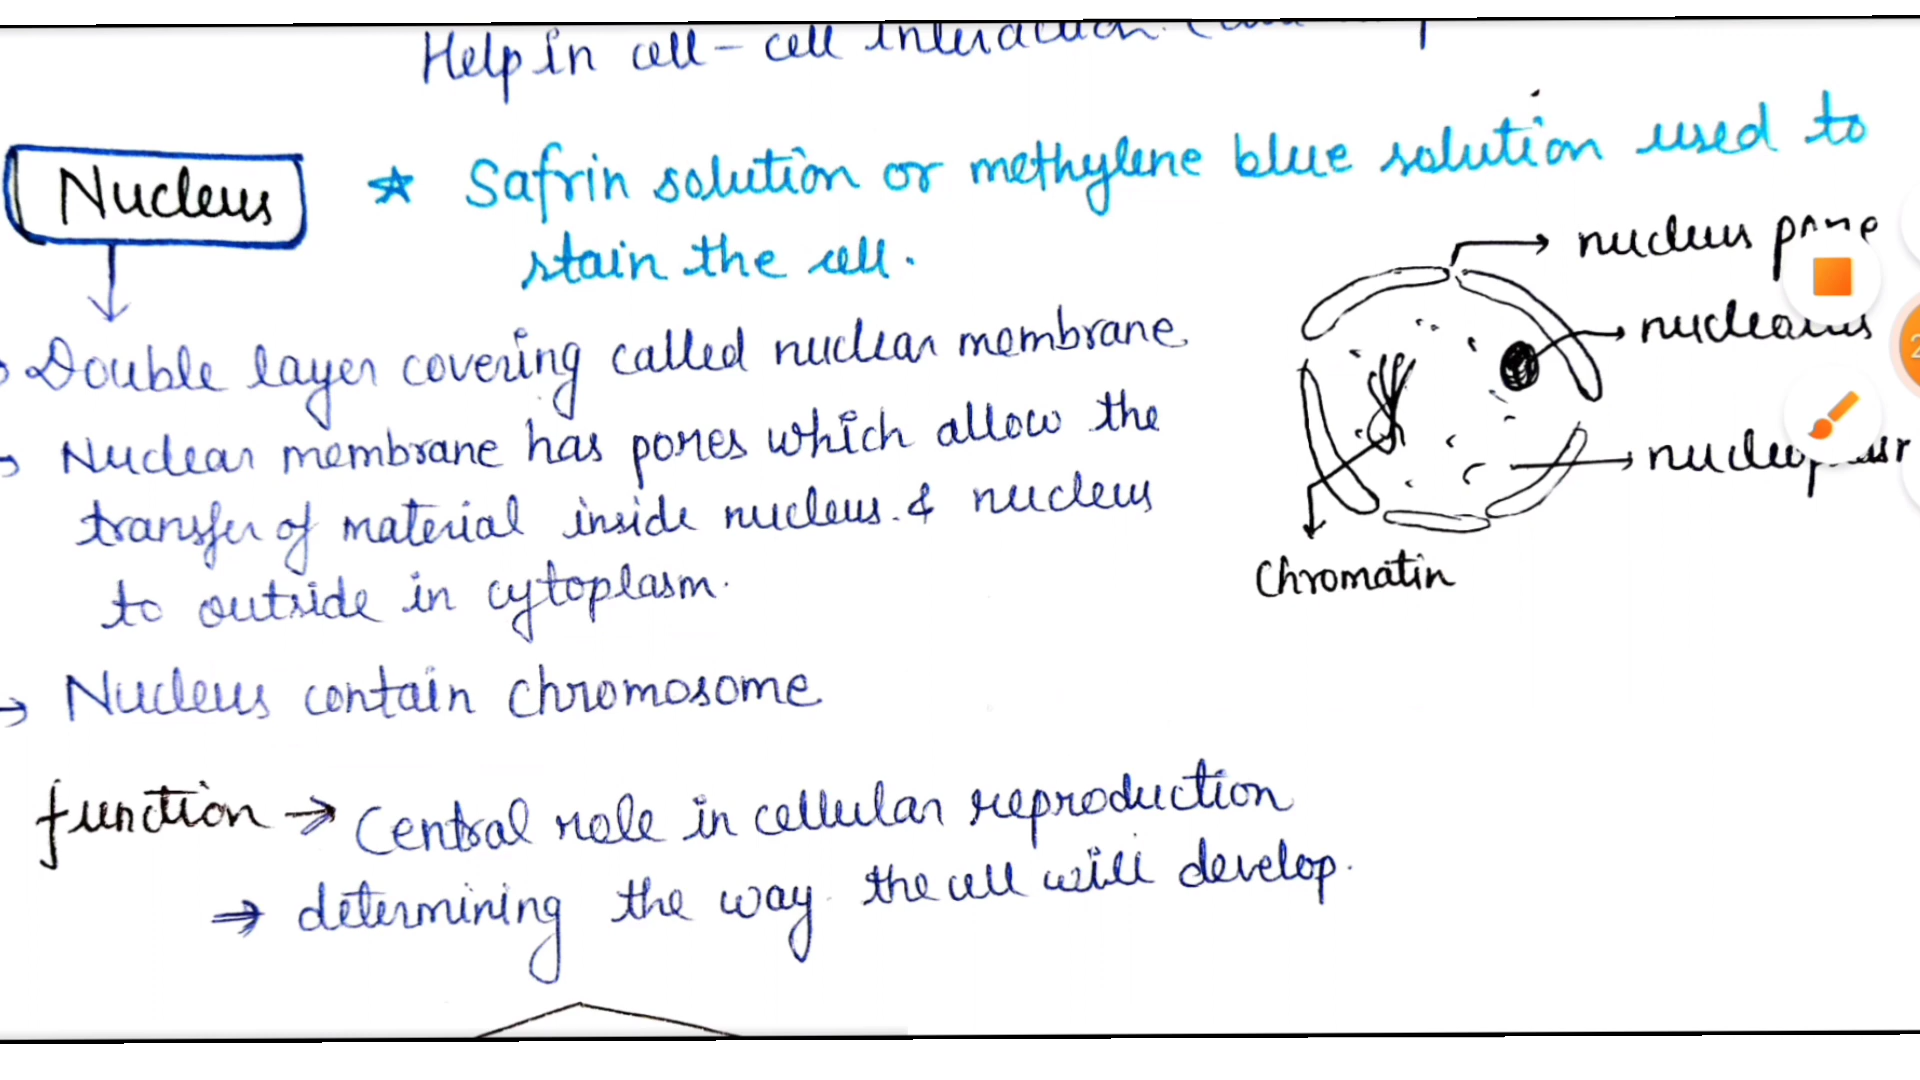 Help in cell - cell interaction
Nucleus
★ Safrin solution or methylene blue solution used to
stain the cell.
→ Double layer covering called nuclear membrane
→ Nuclear membrane has pores which allow the
transfer of material inside nucleus. & nucleus
to outside in cytoplasm.
→ Nucleus contain chromosome
function → Central role in cellular reproduction
→ determining the way the cell will develop.
nucleus pore
Chromatin
2